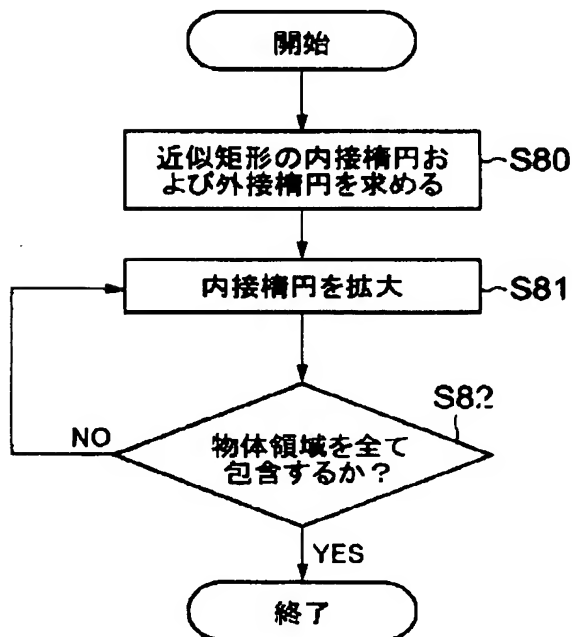 開始
近似矩形の内接楕円お
よび外接楕円を求める
S80
内接楕円を拡大
S81
S82
物体領域を全て
包含するか？
NO
YES
終了